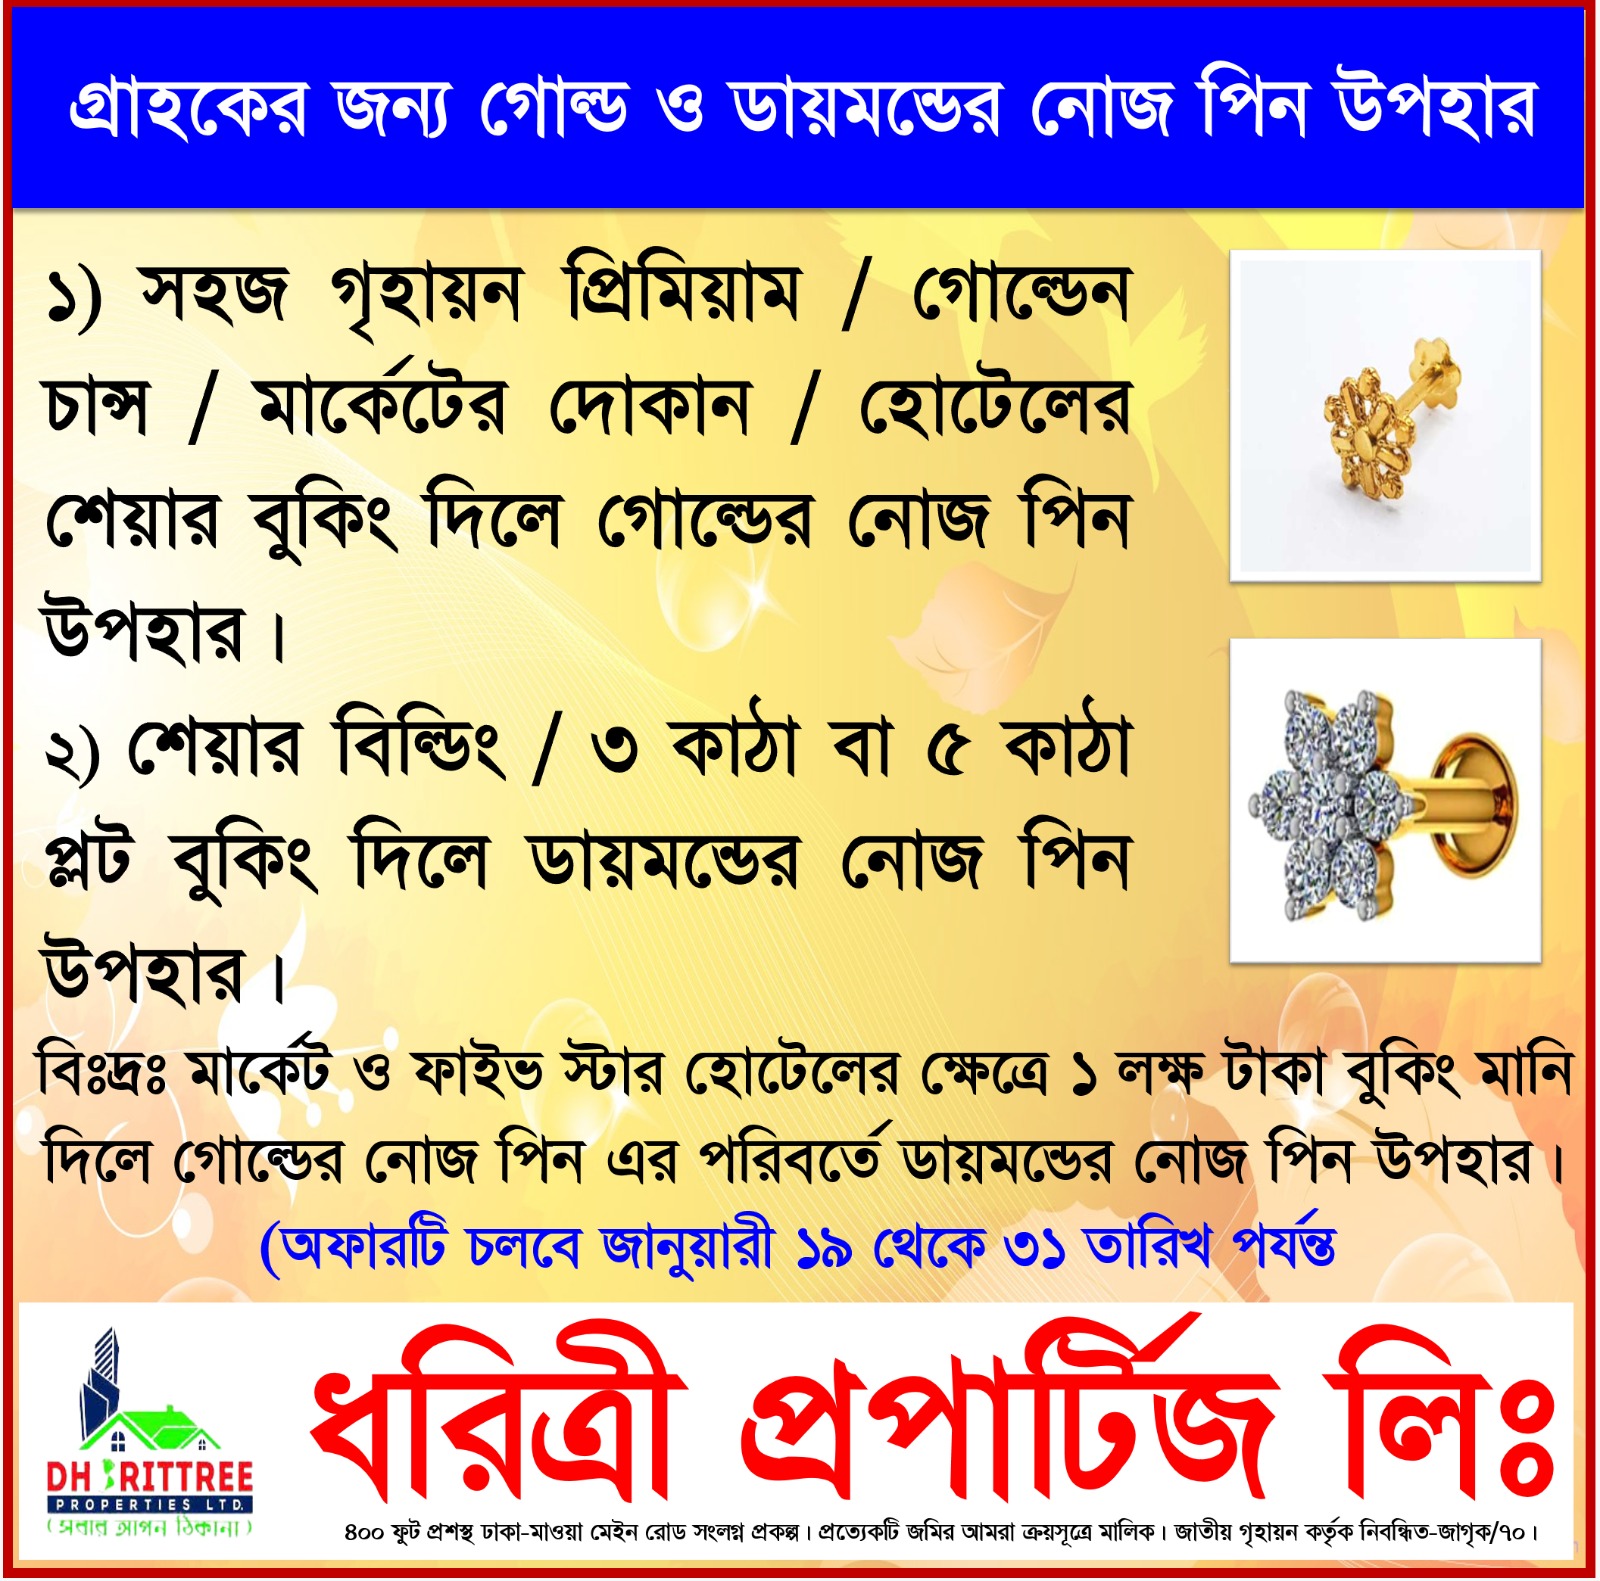 গ্রাহকের জন্য গোল্ড ও ডায়মন্ডের নোজ পিন উপহার
১) সহজ গৃহায়ন প্রিমিয়াম / গোল্ডেন
চান্স / মার্কেটের দোকান / হোটেলের
শেয়ার বুকিং দিলে গোল্ডের নোজ পিন
উপহার।
২) শেয়ার বিল্ডিং / ৩ কাঠা বা ৫ কাঠা
প্লট বুকিং দিলে ডায়মন্ডের নোজ পিন
উপহার।
বিঃদ্রঃ মার্কেট ও ফাইভ স্টার হোটেলের ক্ষেত্রে ১ লক্ষ টাকা বুকিং মানি
দিলে গোল্ডের নোজ পিন এর পরিবর্তে ডায়মন্ডের নোজ পিন উপহার।
(অফারটি চলবে জানুয়ারী ১৯ থেকে ৩১ তারিখ পর্যন্ত
ধরিত্রী প্রপার্টিজ লিঃ
DHARITTREE
PROPERTIES LTD.
(সবার আপন ঠিকানা)
৪০০ ফুট প্রশস্থ ঢাকা-মাওয়া মেইন রোড সংলগ্ন প্রকল্প। প্রত্যেকটি জমির আমরা ক্রয়সূত্রে মালিক। জাতীয় গৃহায়ন কর্তৃক নিবন্ধিত-জাগৃক/৭০।